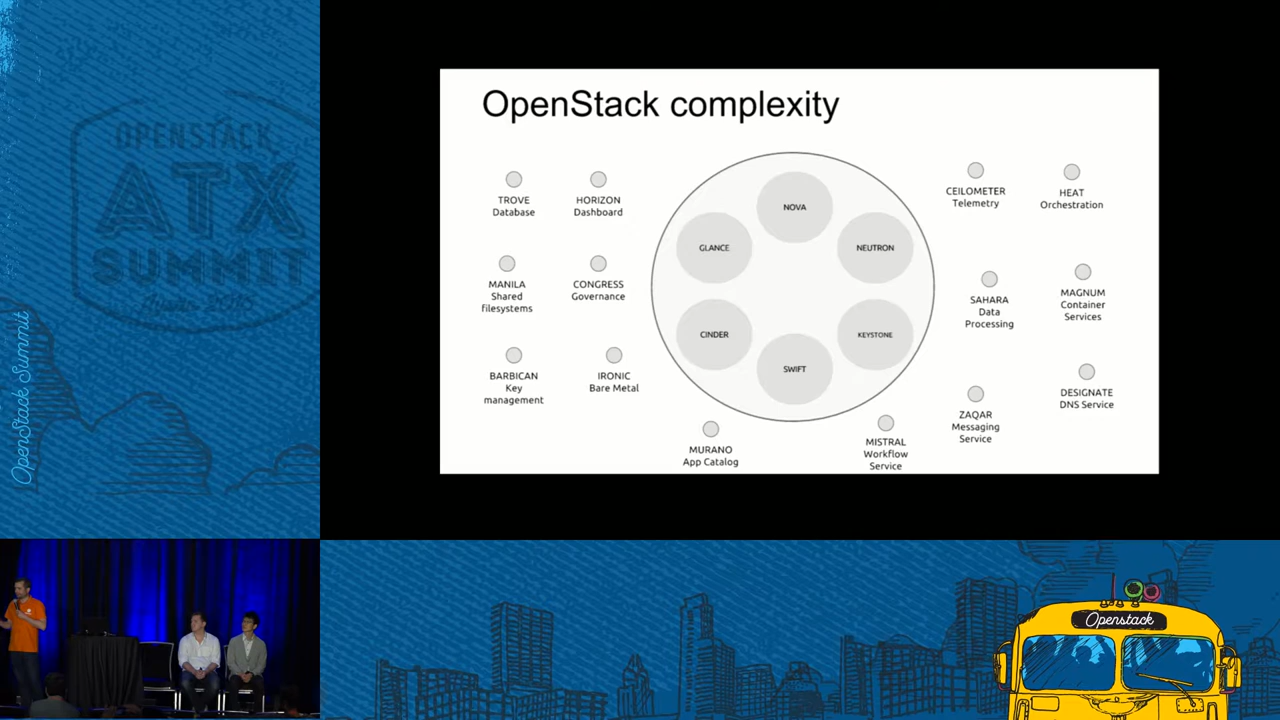 OPENSTACK
ATX
SUMMIT
OpenStack Summit
OpenStack complexity
TROVE
Database
HORIZON
Dashboard
MANILA
Shared
filesystems
CONGRESS
Governance
BARBICAN
Key
management
IRONIC
Bare Metal
NOVA
GLANCE
NEUTRON
CINDER
KEYSTONE
SWIFT
MURANO
App Catalog
MISTRAL
Workflow
Service
CEILOMETER
Telemetry
HEAT
Orchestration
SAHARA
Data
Processing
MAGNUM
Container
Services
ZAQAR
Messaging
Service
DESIGNATE
DNS Service
Openstack